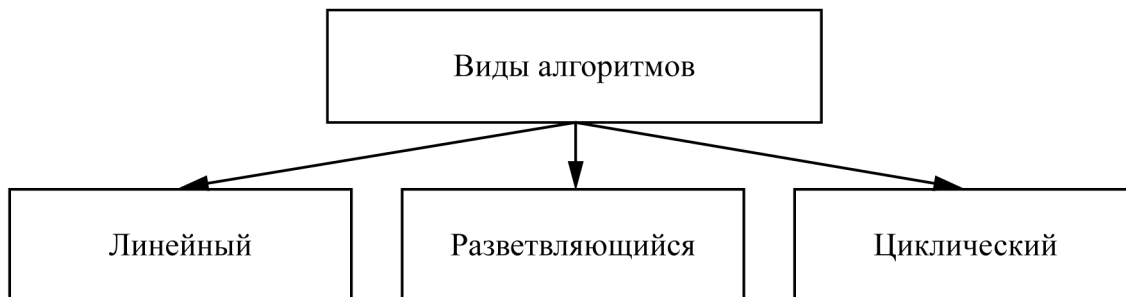 Виды алгоритмов
Линейный
Разветвляющийся
Циклический